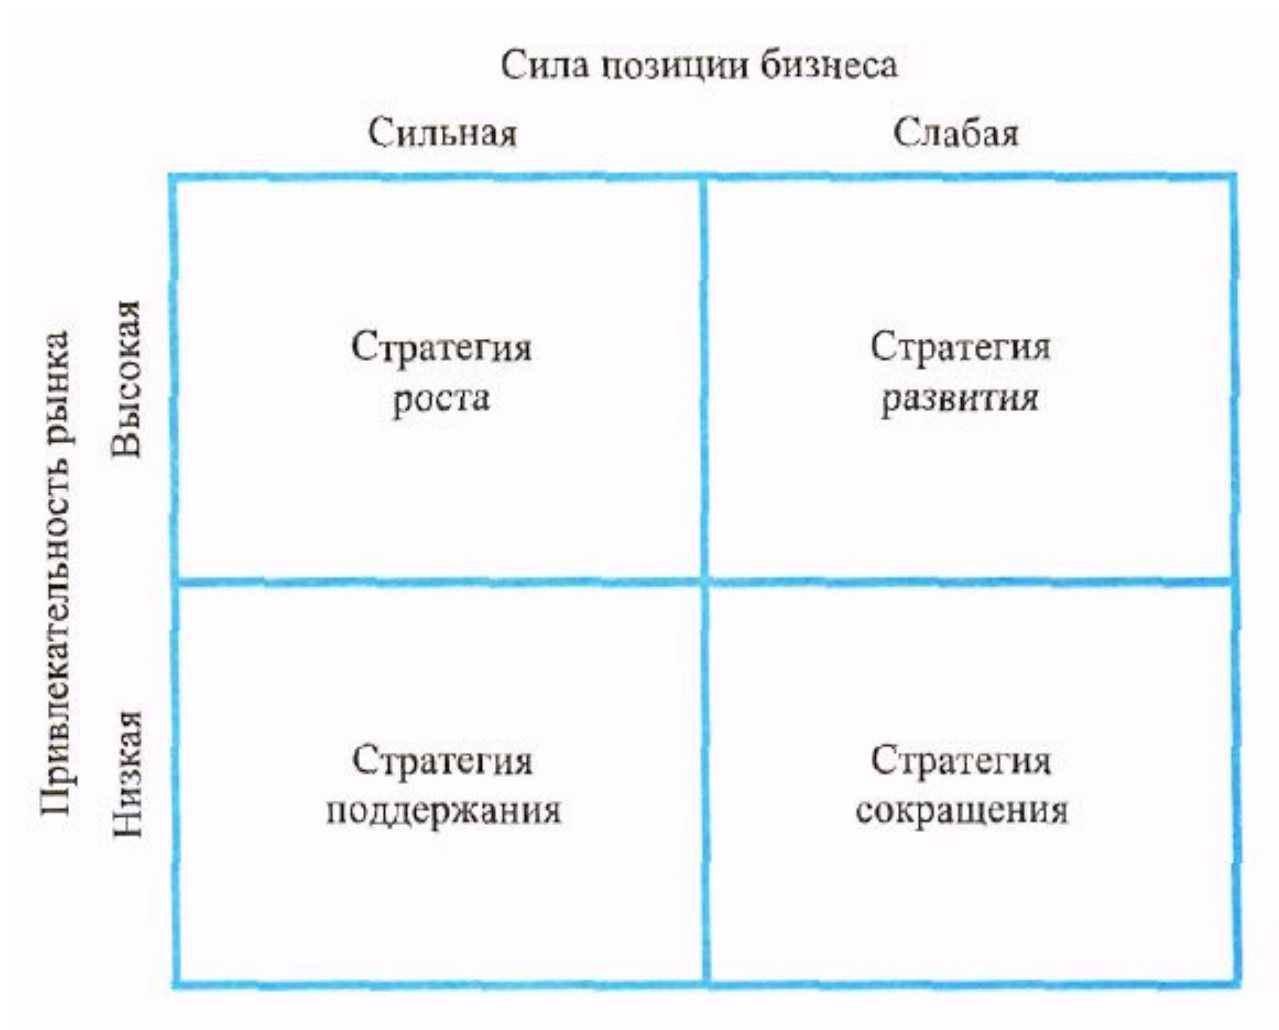 Сила позиции бизнеса
Сильная
Слабая
Привлекательность рынка
Высокая
Стратегия
роста
Стратегия
развития
Низкая
Стратегия
поддержания
Стратегия
сокращения